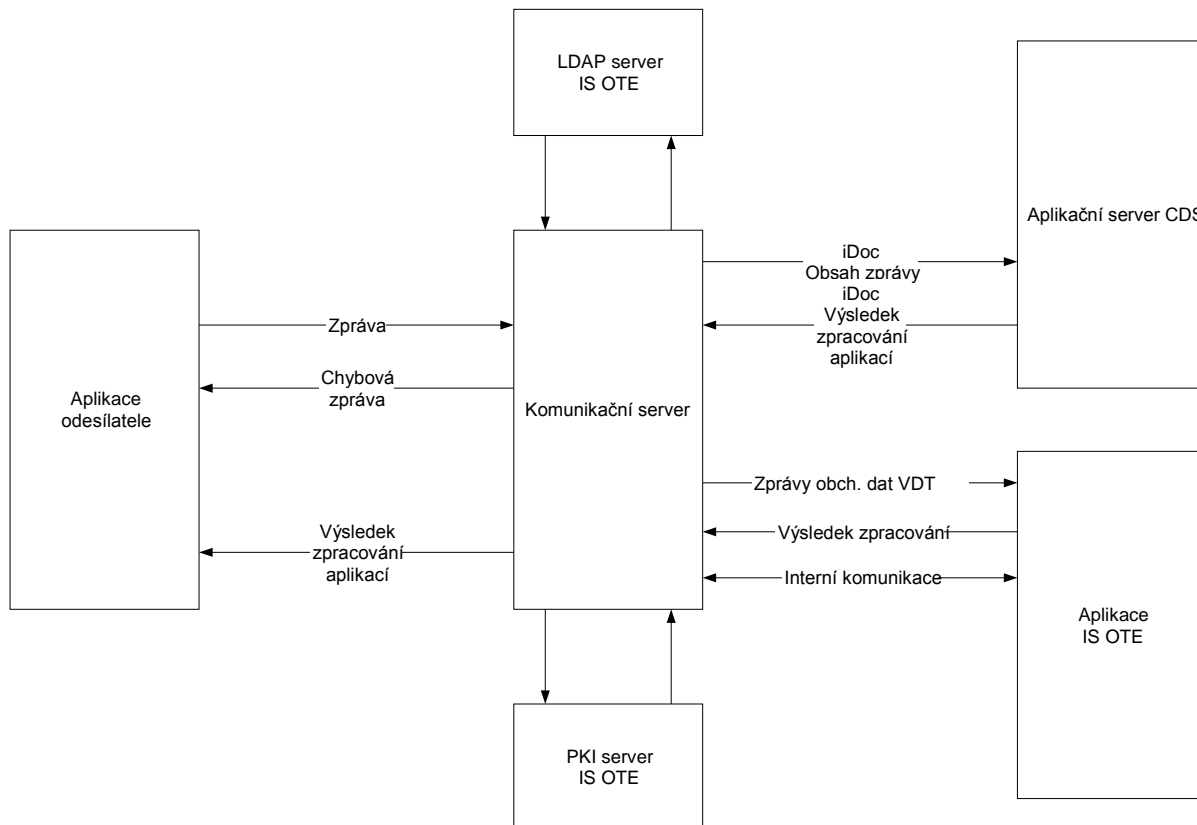 LDAP server
IS OTE
Aplikační server CDS
iDoc
Obsah zprávy
iDoc
Výsledek
zpracování
aplikací
Zpráva
Chybová
zpráva
Aplikace
odesílatele
Komunikační server
Výsledek
zpracování
aplikací
Zprávy obch. dat VDT
Výsledek zpracování
Interní komunikace
Aplikace
IS OTE
PKI server
IS OTE